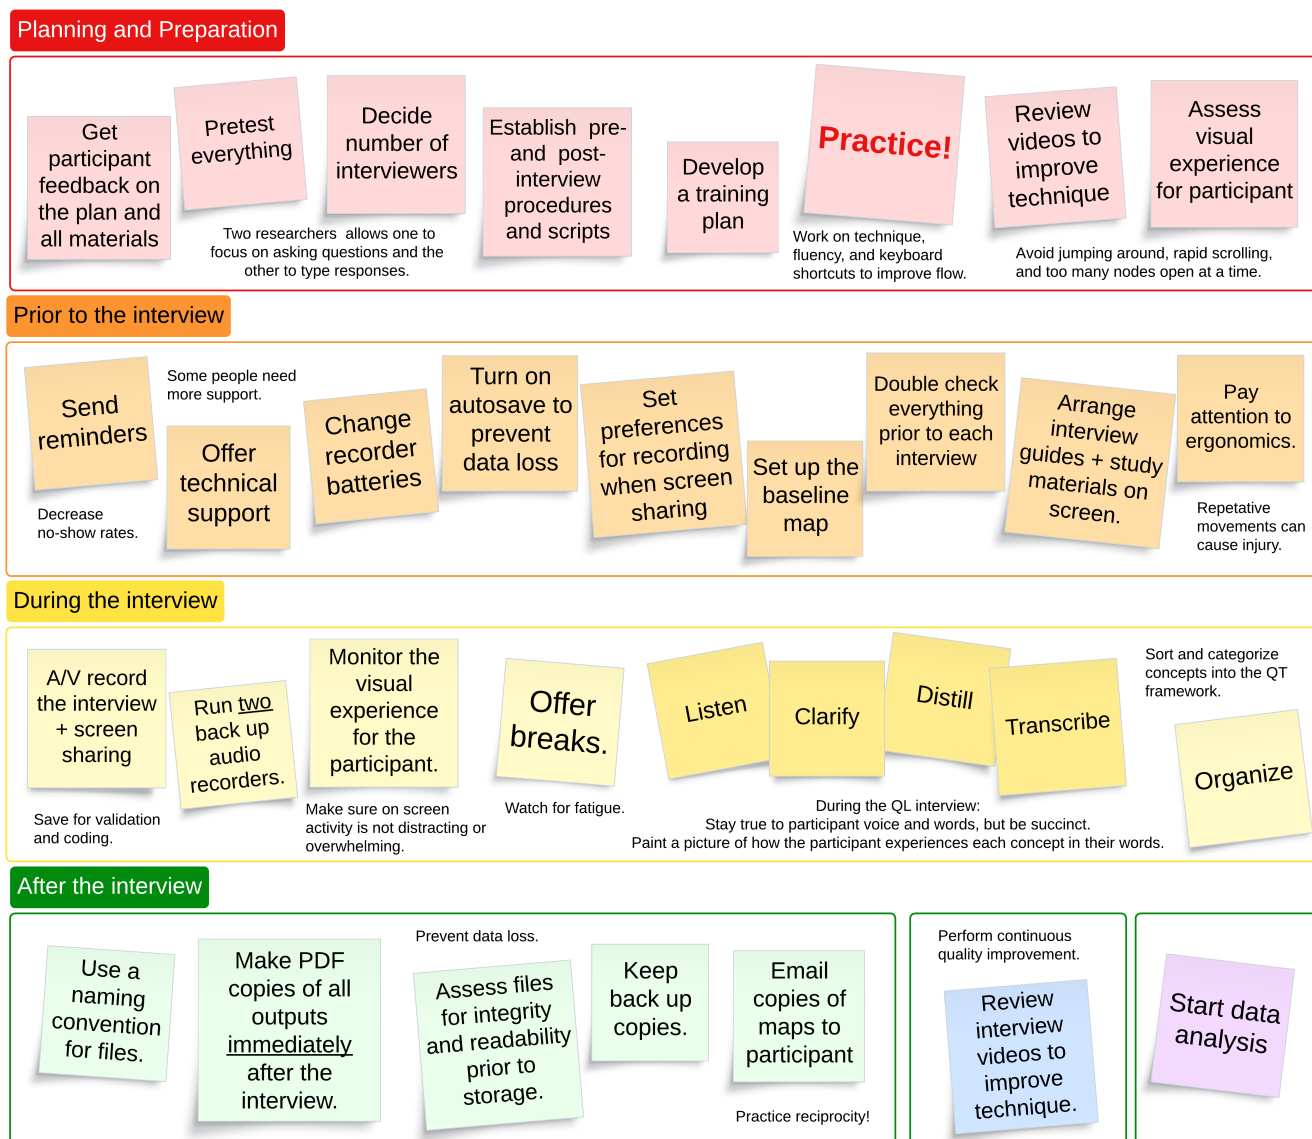 Planning and Preparation
Get
participant
feedback on
the plan and
all materials
Pretest
everything
Decide
number of
interviewers
Two researchers  allows one to
focus on asking questions and the
other to type responses.
Establish  pre-
and  post-
interview
procedures
and scripts
Develop
a training
plan
Practice!
Work on technique,
fluency, and keyboard
shortcuts to improve flow.
Review
videos to
improve
technique
Assess
visual
experience
for participant
Avoid jumping around, rapid scrolling,
and too many nodes open at a time.
Prior to the interview
Send
reminders
Decrease
no-show rates.
Some people need
more support.
Offer
technical
support
Change
recorder
batteries
Turn on
autosave to
prevent
data loss
Set
preferences
for recording
when screen
sharing
Set up the
baseline
map
Double check
everything
prior to each
interview
Arrange
interview
guides + study
materials on
screen.
Pay
attention to
ergonomics.
Repetative
movements can
cause injury.
During the interview
A/V record
the interview
+ screen
sharing
Save for validation
and coding.
Run two
back up
audio
recorders.
Monitor the
visual
experience
for the
participant.
Make sure on screen
activity is not distracting or
overwhelming.
Offer
breaks.
Watch for fatigue.
Listen
Clarify
Distill
Transcribe
During the QL interview:
Stay true to participant voice and words, but be succinct.
Paint a picture of how the participant experiences each concept in their words.
Sort and categorize
concepts into the QT
framework.
Organize
After the interview
Use a
naming
convention
for files.
Make PDF
copies of all
outputs
immediately
after the
interview.
Prevent data loss.
Assess files
for integrity
and readability
prior to
storage.
Keep
back up
copies.
Email
copies of
maps to
participant
Practice reciprocity!
Perform continuous
quality improvement.
Review
interview
videos to
improve
technique.
Start data
analysis